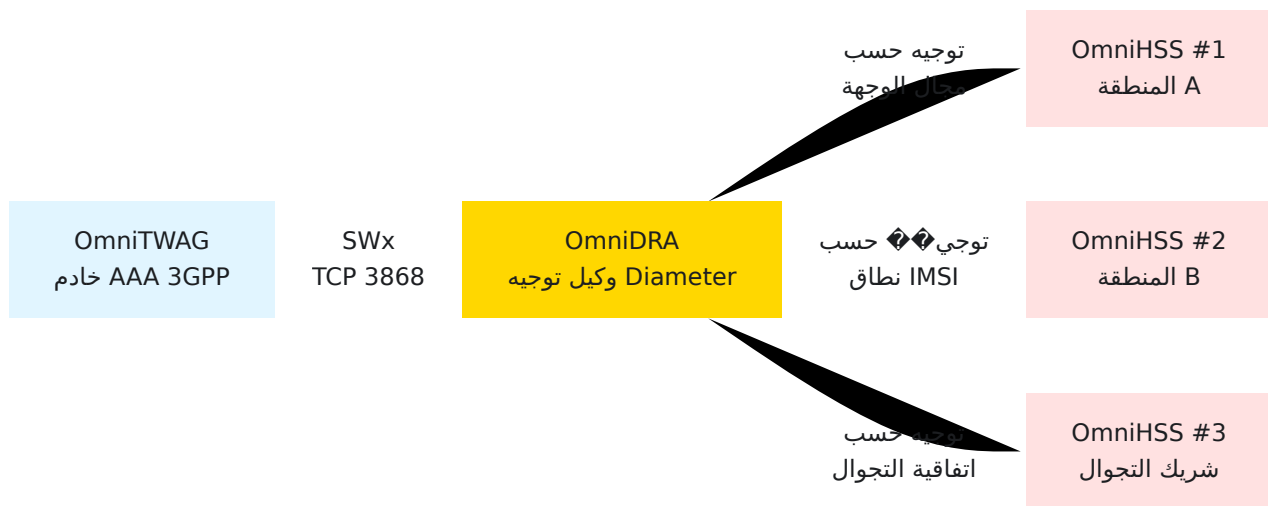 توجيه حسب
مجال الوجهة
OmniHSS #1
المنطقة A
OmniTWAG
خادم AAA 3GPP
SWx
TCP 3868
OmniDRA
وكيل توجيه Diameter
توجي�� حسب
نطاق IMSI
OmniHSS #2
المنطقة B
توجيه حسب
اتفاقية التجوال
OmniHSS #3
شريك التجوال